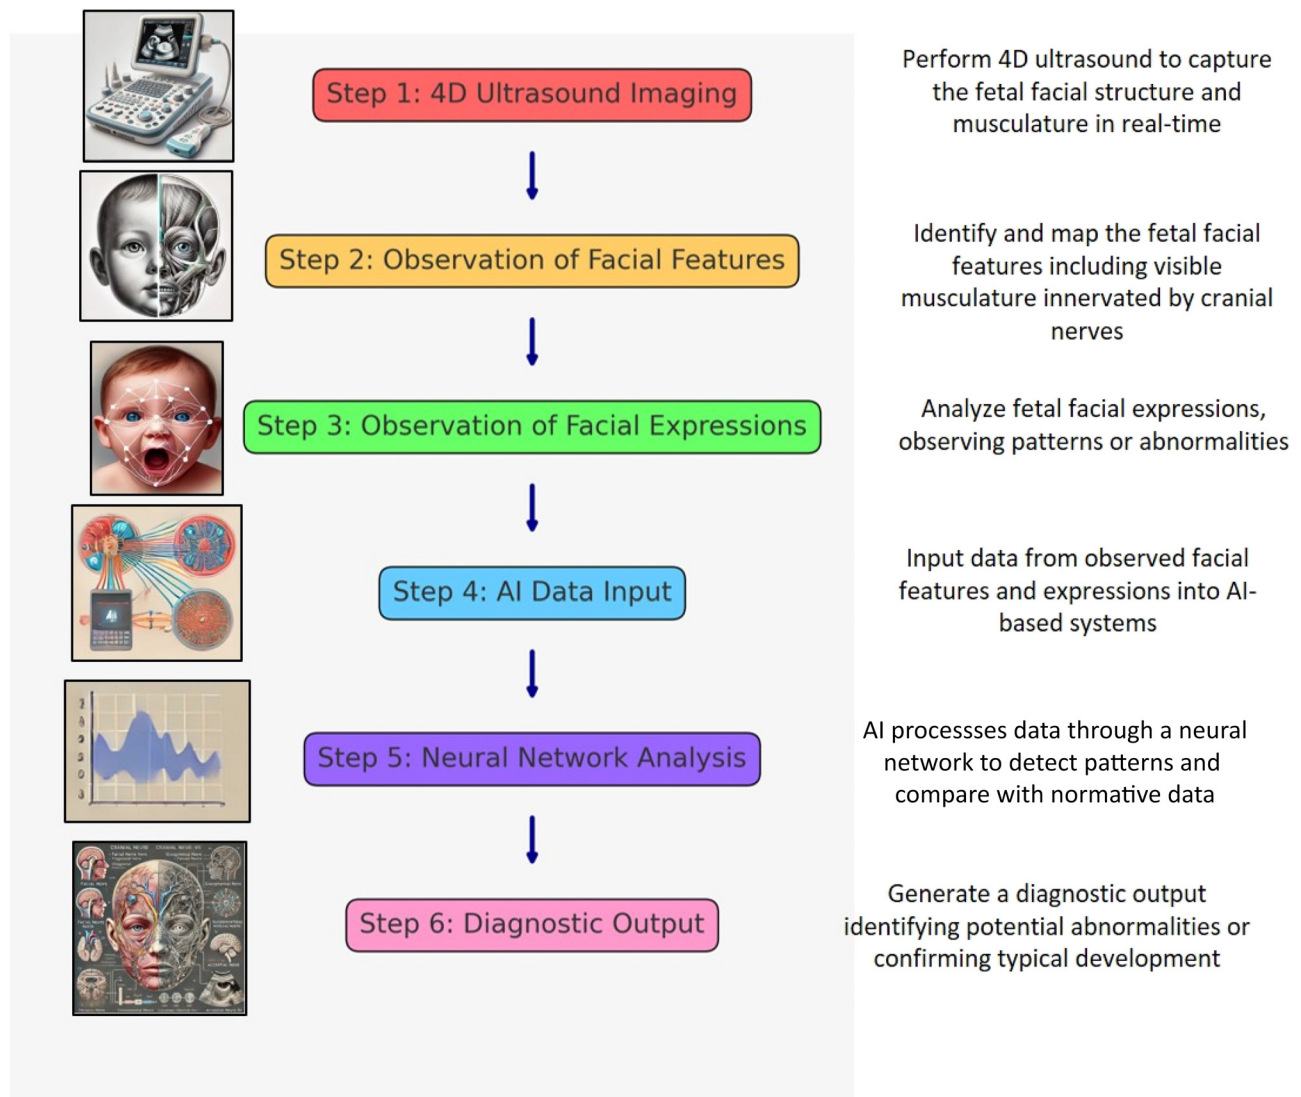 Step 1: 4D Ultrasound Imaging
Perform 4D ultrasound to capture
the fetal facial structure and
musculature in real-time
Step 2: Observation of Facial Features
Identify and map the fetal facial
features including visible
musculature innervated by cranial
nerves
Step 3: Observation of Facial Expressions
Analyze fetal facial expressions,
observing patterns or abnormalities
Step 4: AI Data Input
Input data from observed facial
features and expressions into AI-
based systems
Step 5: Neural Network Analysis
AI processses data through a neural
network to detect patterns and
compare with normative data
Step 6: Diagnostic Output
Generate a diagnostic output
identifying potential abnormalities or
confirming typical development